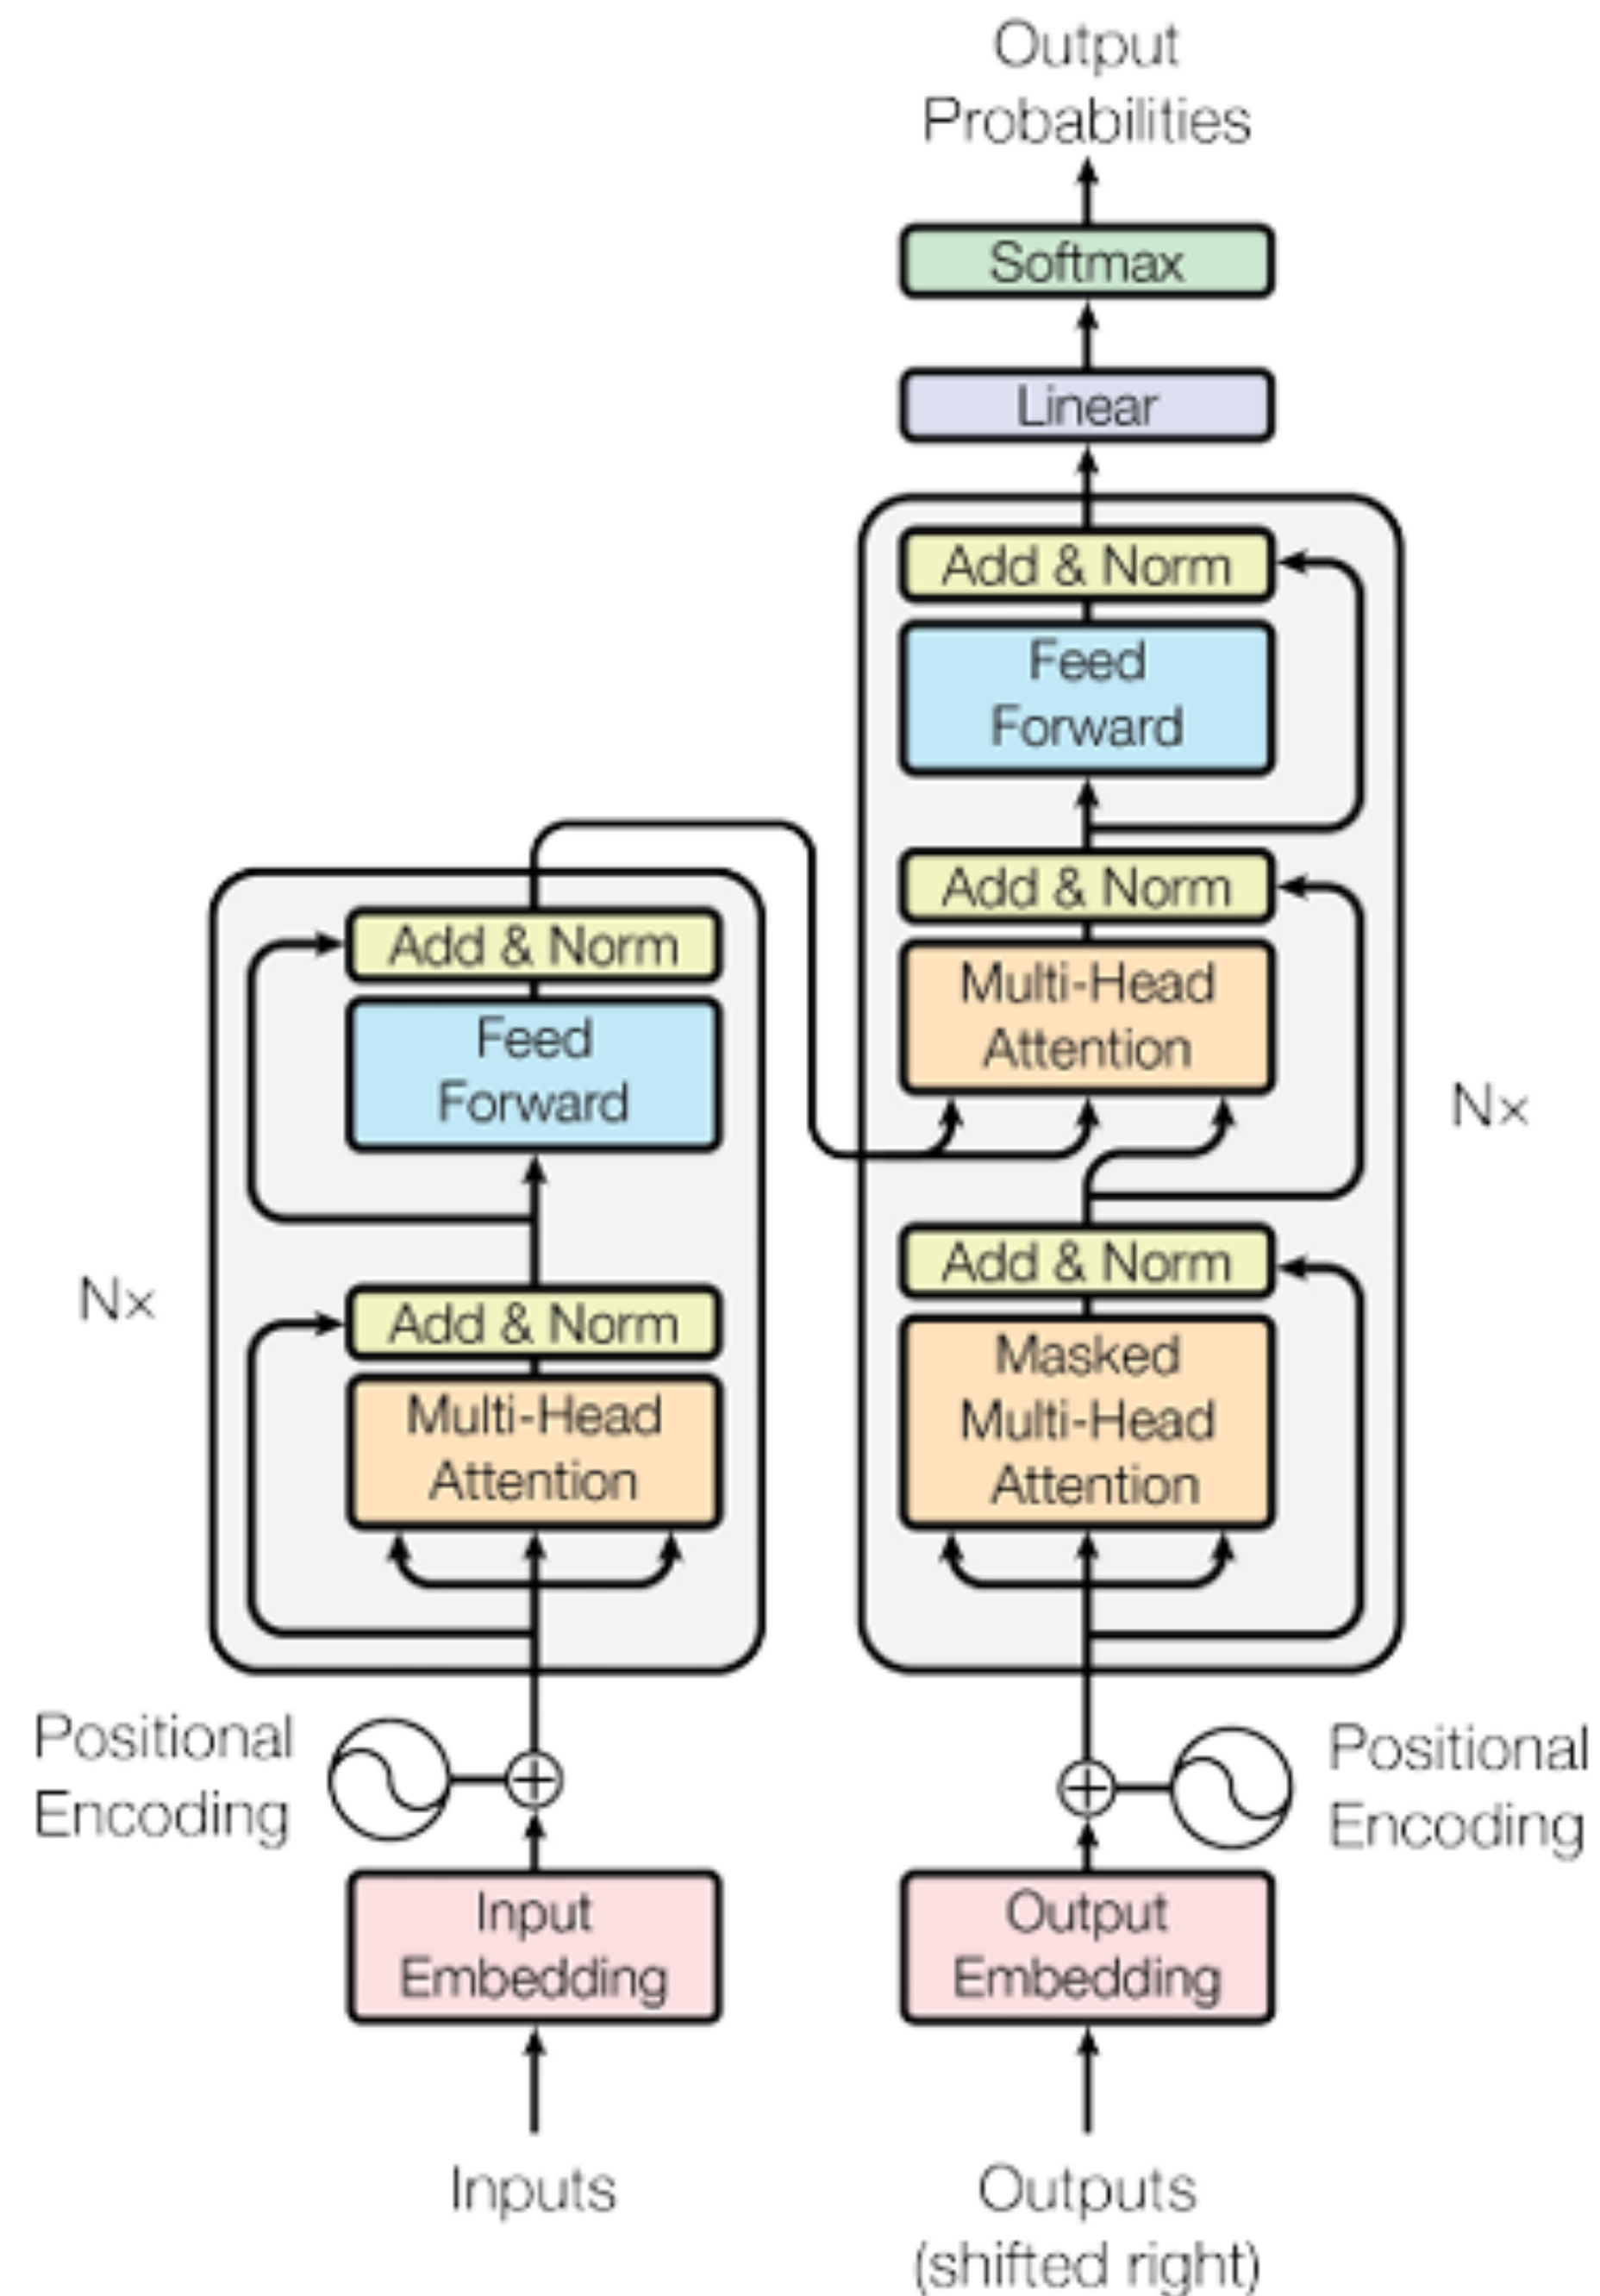 Output
Probabilities
Softmax
Linear
Add & Norm
Feed
Forward
Add & Norm
Multi-Head
Attention
Nx
Add & Norm
Masked
Multi-Head
Attention
Add & Norm
Feed
Forward
Nx
Add & Norm
Multi-Head
Attention
Positional
Encoding
Positional
Encoding
Input
Embedding
Output
Embedding
Inputs
Outputs
(shifted right)